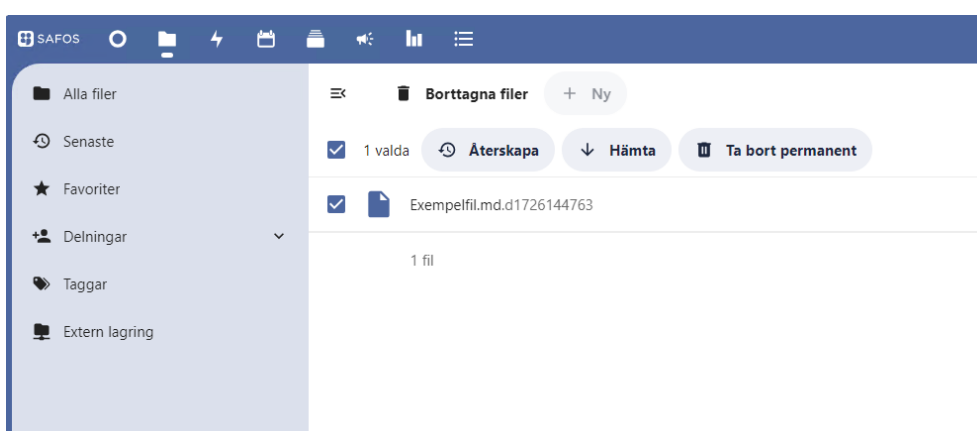 SAFOS
Alla filer
Senaste
Favoriter
Delningar
Taggar
Extern lagring
Borttagna filer
+ Ny
1 valda
Återskapa
Hämta
Ta bort permanent
Exempelfil.md.d1726144763
1 fil